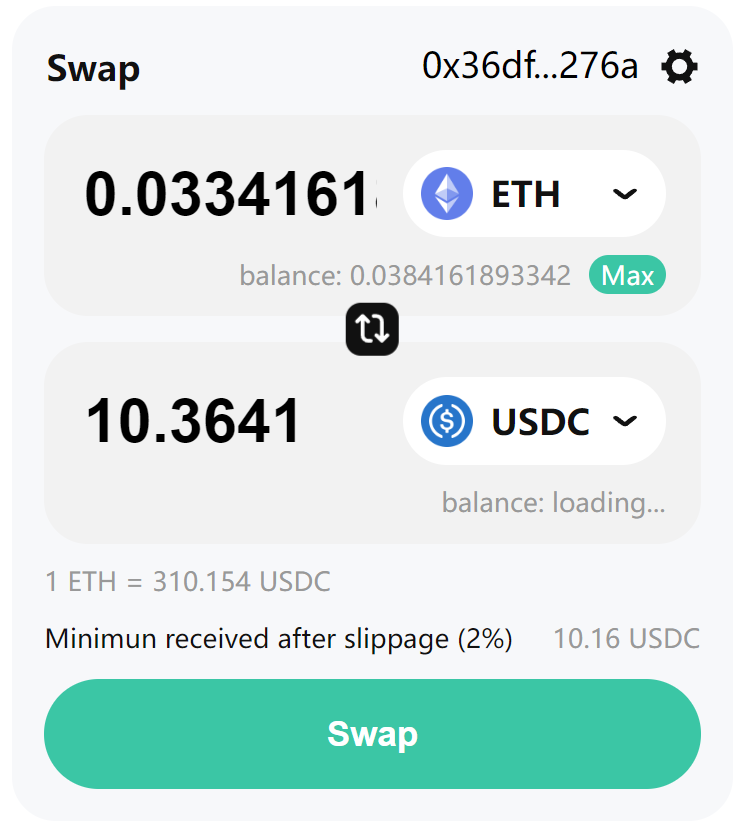 Swap
0x36df...276a
0.0334161
ETH
balance: 0.0384161893342
Max
10.3641
USDC
balance: loading...
1 ETH = 310.154 USDC
Minimun received after slippage (2%)
10.16 USDC
Swap